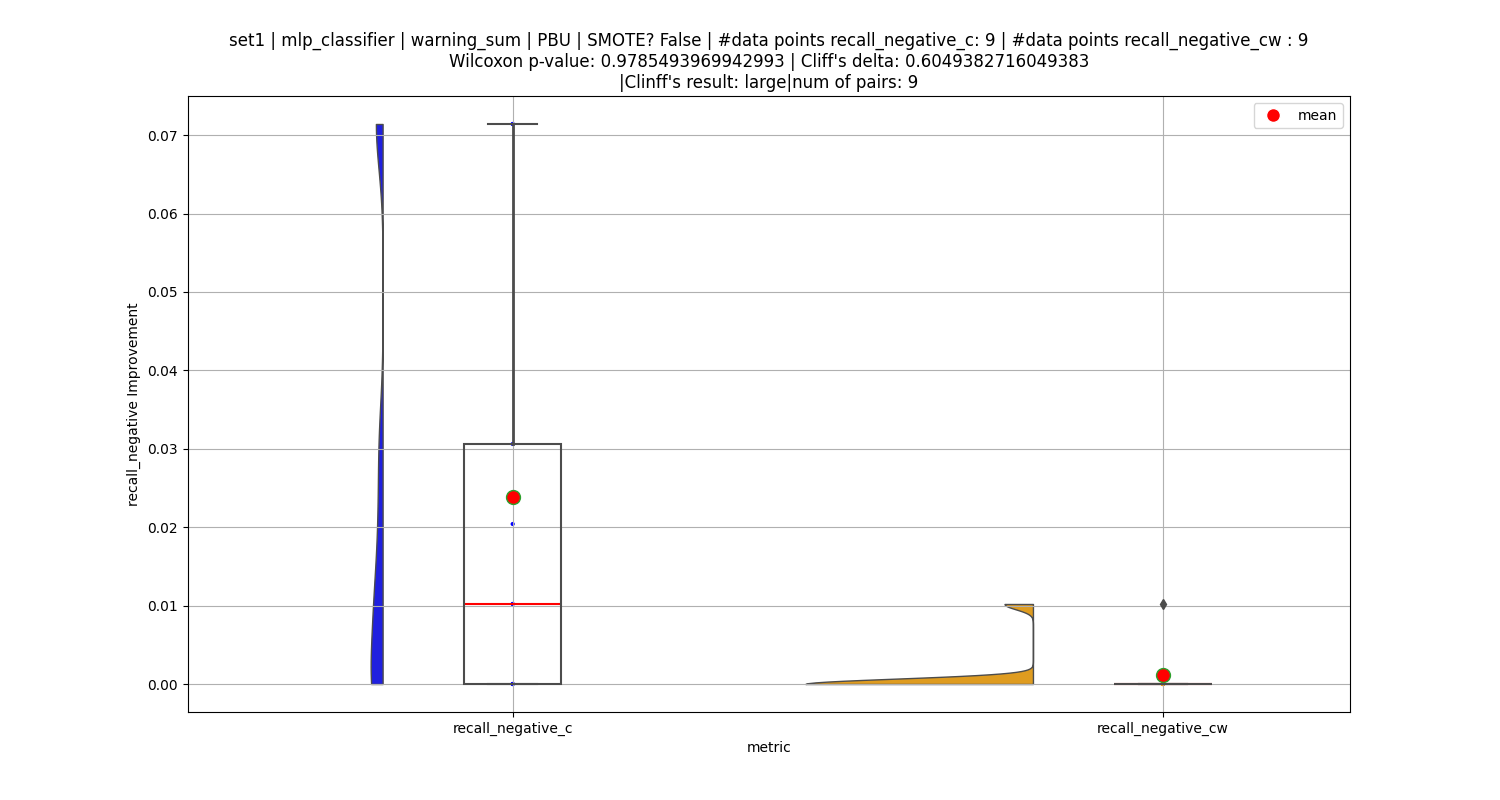 set1 | mlp_classifier | warning_sum | PBU | SMOTE? False | #data points recall_negative_c: 9 | #data points recall_negative_cw : 9
Wilcoxon p-value: 0.9785493969942993 | Cliff's delta: 0.6049382716049383
|Clinff's result: large|num of pairs: 9
mean
0.07
0.06
0.05
0.04
0.03
0.02
0.01
0.00
recall_negative Improvement
recall_negative_c
recall_negative_cw
metric